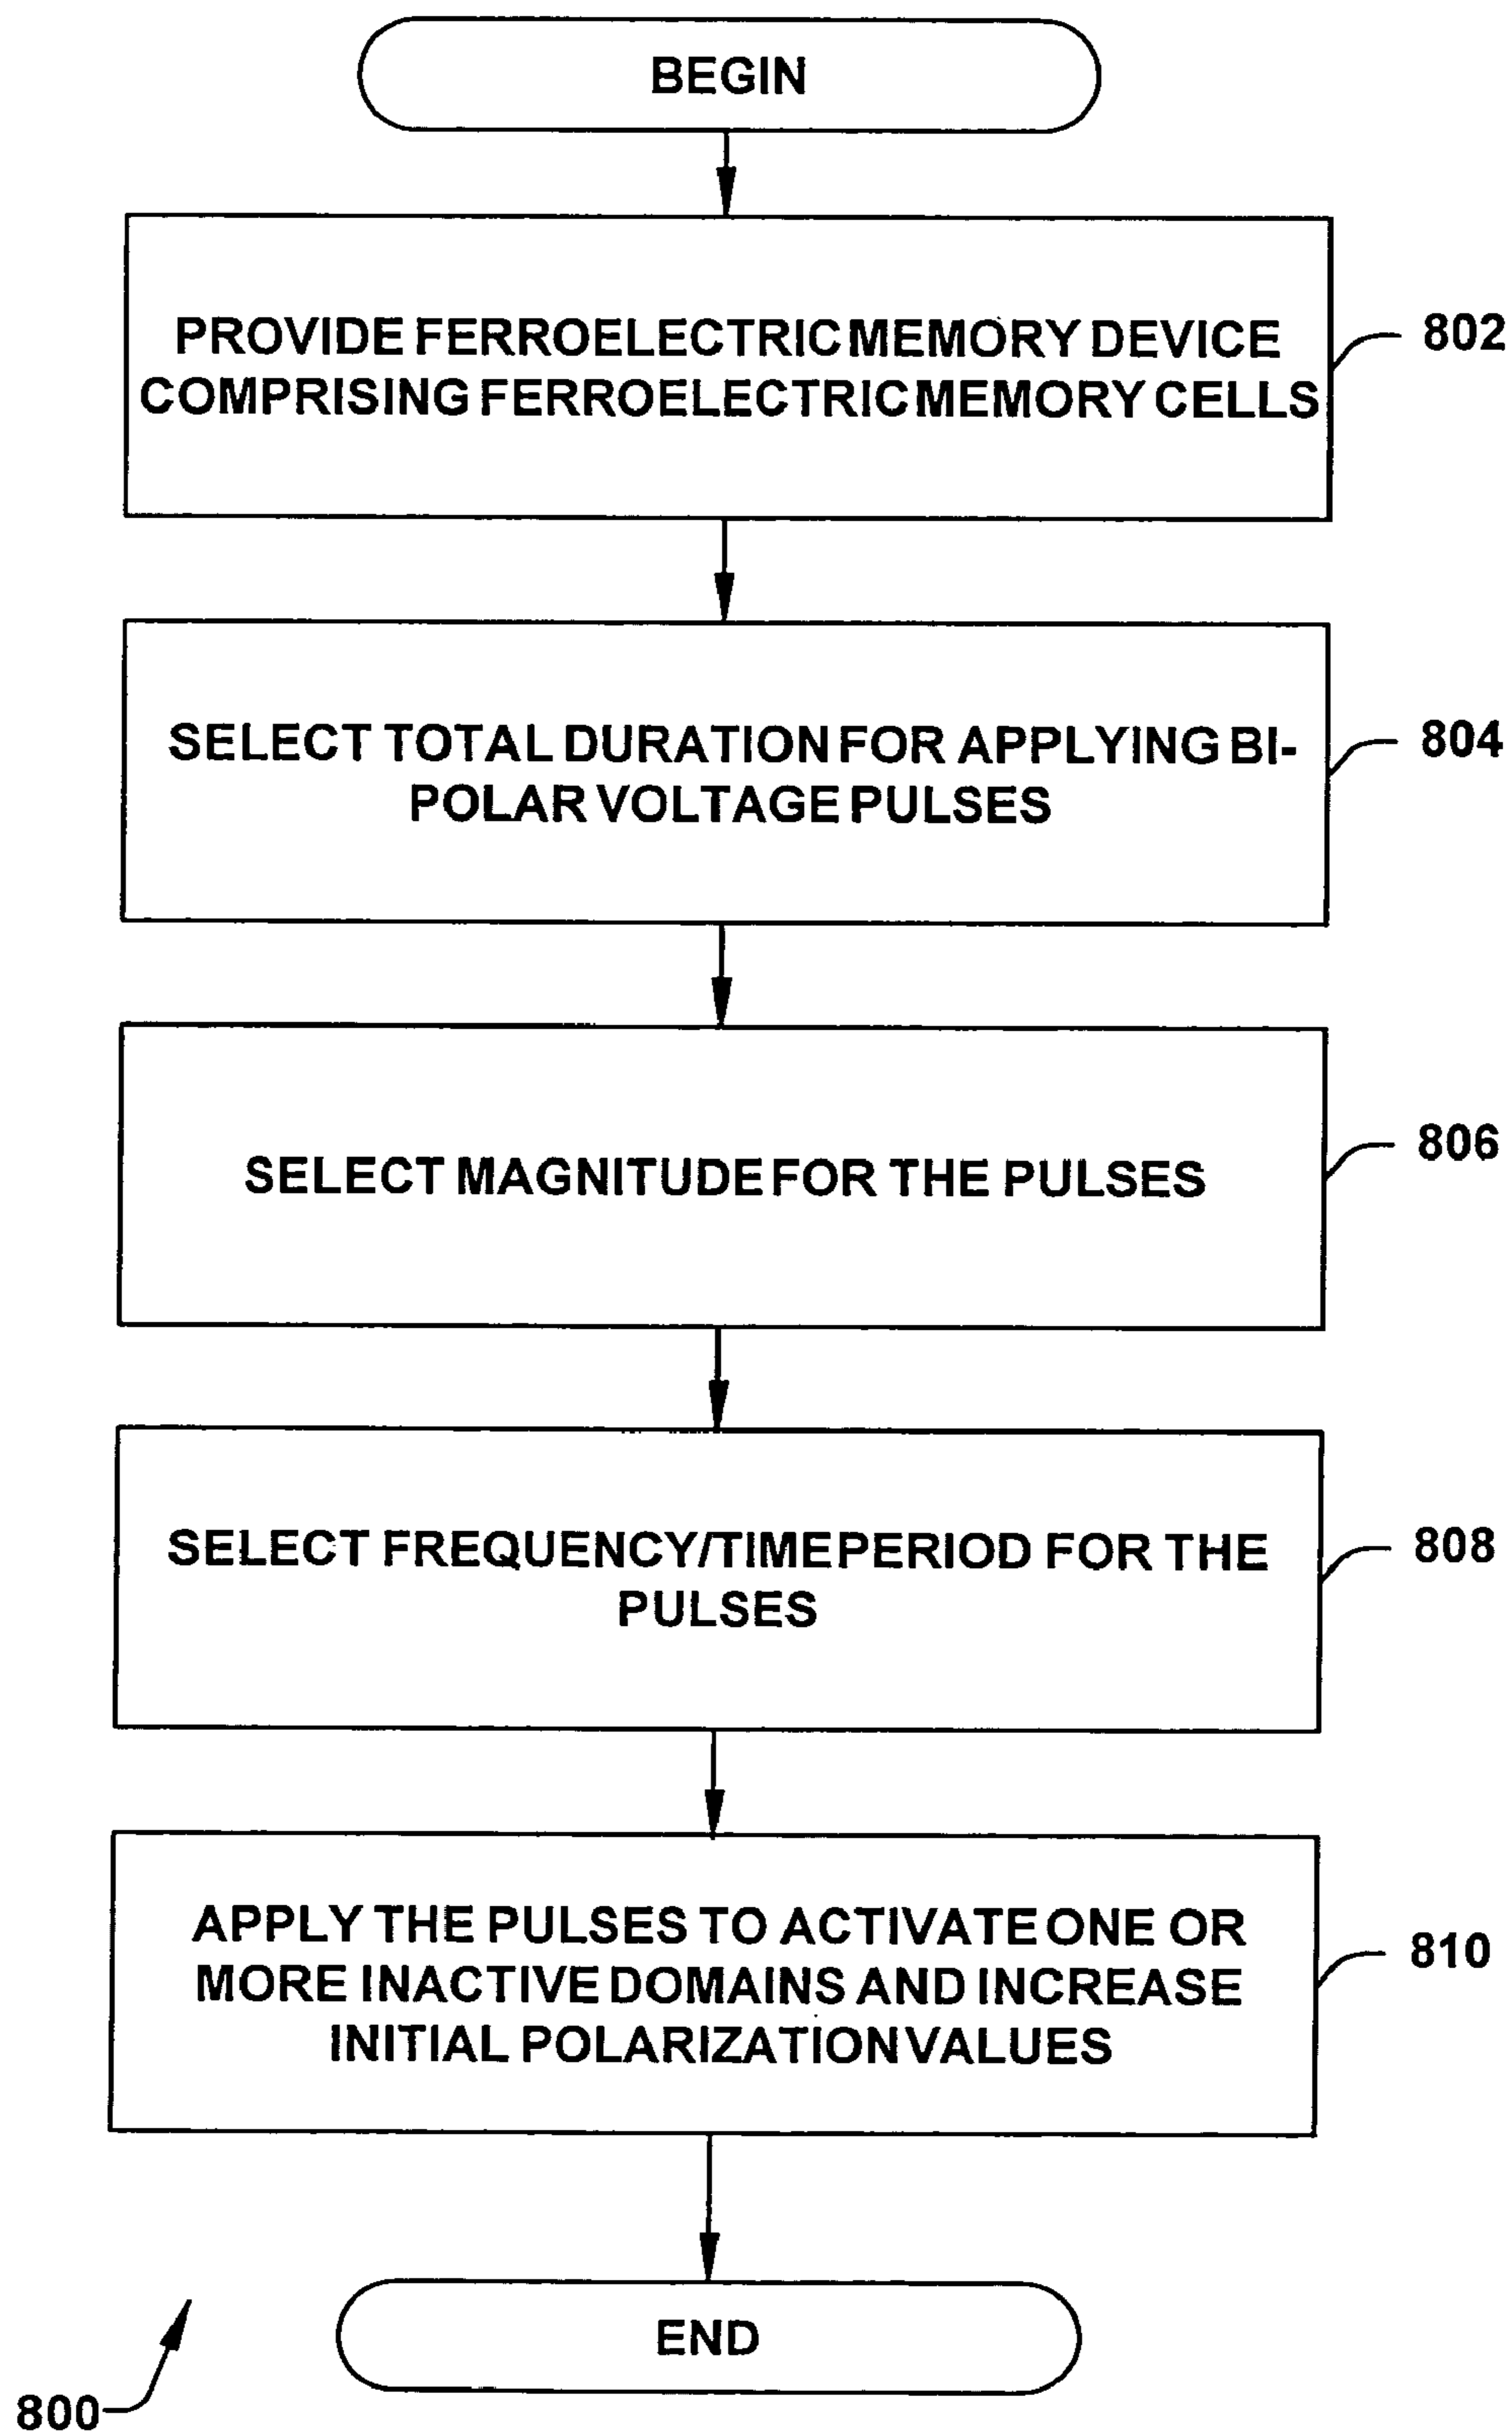 BEGIN
PROVIDE FERROELECTRIC MEMORY DEVICE
COMPRISING FERROELECTRIC MEMORY CELLS
802
SELECT TOTAL DURATION FOR APPLYING BI-
POLAR VOLTAGE PULSES
804
SELECT MAGNITUDE FOR THE PULSES
806
SELECT FREQUENCY/TIME PERIOD FOR THE
PULSES
808
APPLY THE PULSES TO ACTIVATE ONE OR
MORE INACTIVE DOMAINS AND INCREASE
INITIAL POLARIZATION VALUES
810
END
800